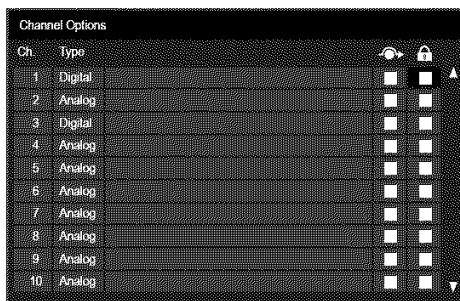 Channel Options
Ch. Type
1 Digital
2 Analog
3 Digital
4 Analog
5 Analog
6 Analog
7 Analog
8 Analog
9 Analog
10 Analog